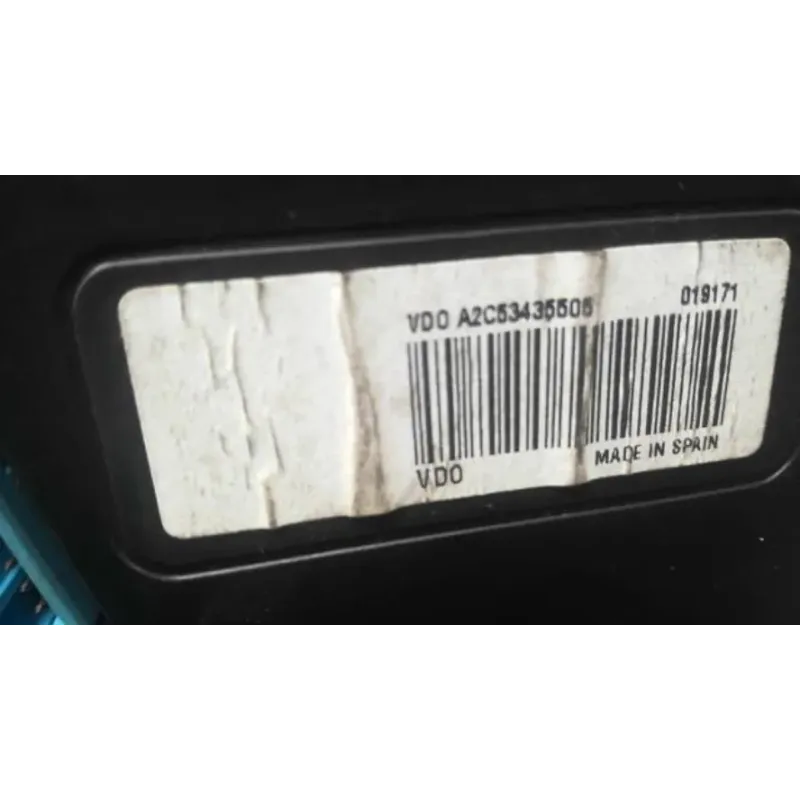 VDO A2C53435505 019171
VDO MADE IN SPAIN